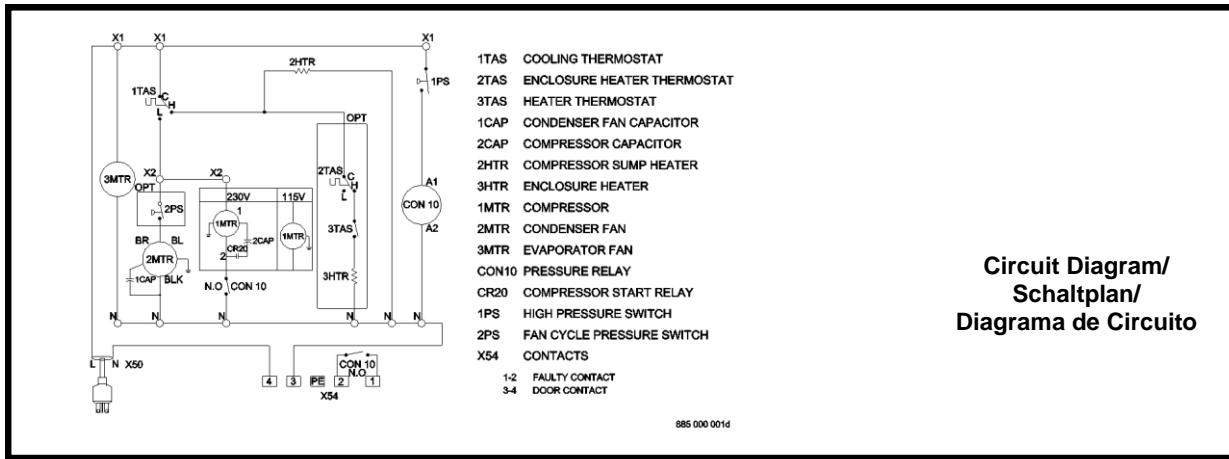 X1 X1 X1
2HTR
1TAS C H L
1PS
OPT
3MTR
X2 X2
OPT
2PS
230V 115V
1
1MTR
2CAP
CR20
2
1MTR
2TAS C H L
3TAS
3HTR
A1
CON 10
A2
BR BL
2MTR
1CAP BLK
N.O CON 10
N N N N N N
L N X50
CON 10
N.O
4 3 PE 2 1
X54
1TAS COOLING THERMOSTAT
2TAS ENCLOSURE HEATER THERMOSTAT
3TAS HEATER THERMOSTAT
1CAP CONDENSER FAN CAPACITOR
2CAP COMPRESSOR CAPACITOR
2HTR COMPRESSOR SUMP HEATER
3HTR ENCLOSURE HEATER
1MTR COMPRESSOR
2MTR CONDENSER FAN
3MTR EVAPORATOR FAN
CON10 PRESSURE RELAY
CR20 COMPRESSOR START RELAY
1PS HIGH PRESSURE SWITCH
2PS FAN CYCLE PRESSURE SWITCH
X54 CONTACTS
1-2 FAULTY CONTACT
3-4 DOOR CONTACT
885 000 001d
Circuit Diagram/
Schaltplan/
Diagrama de Circuito